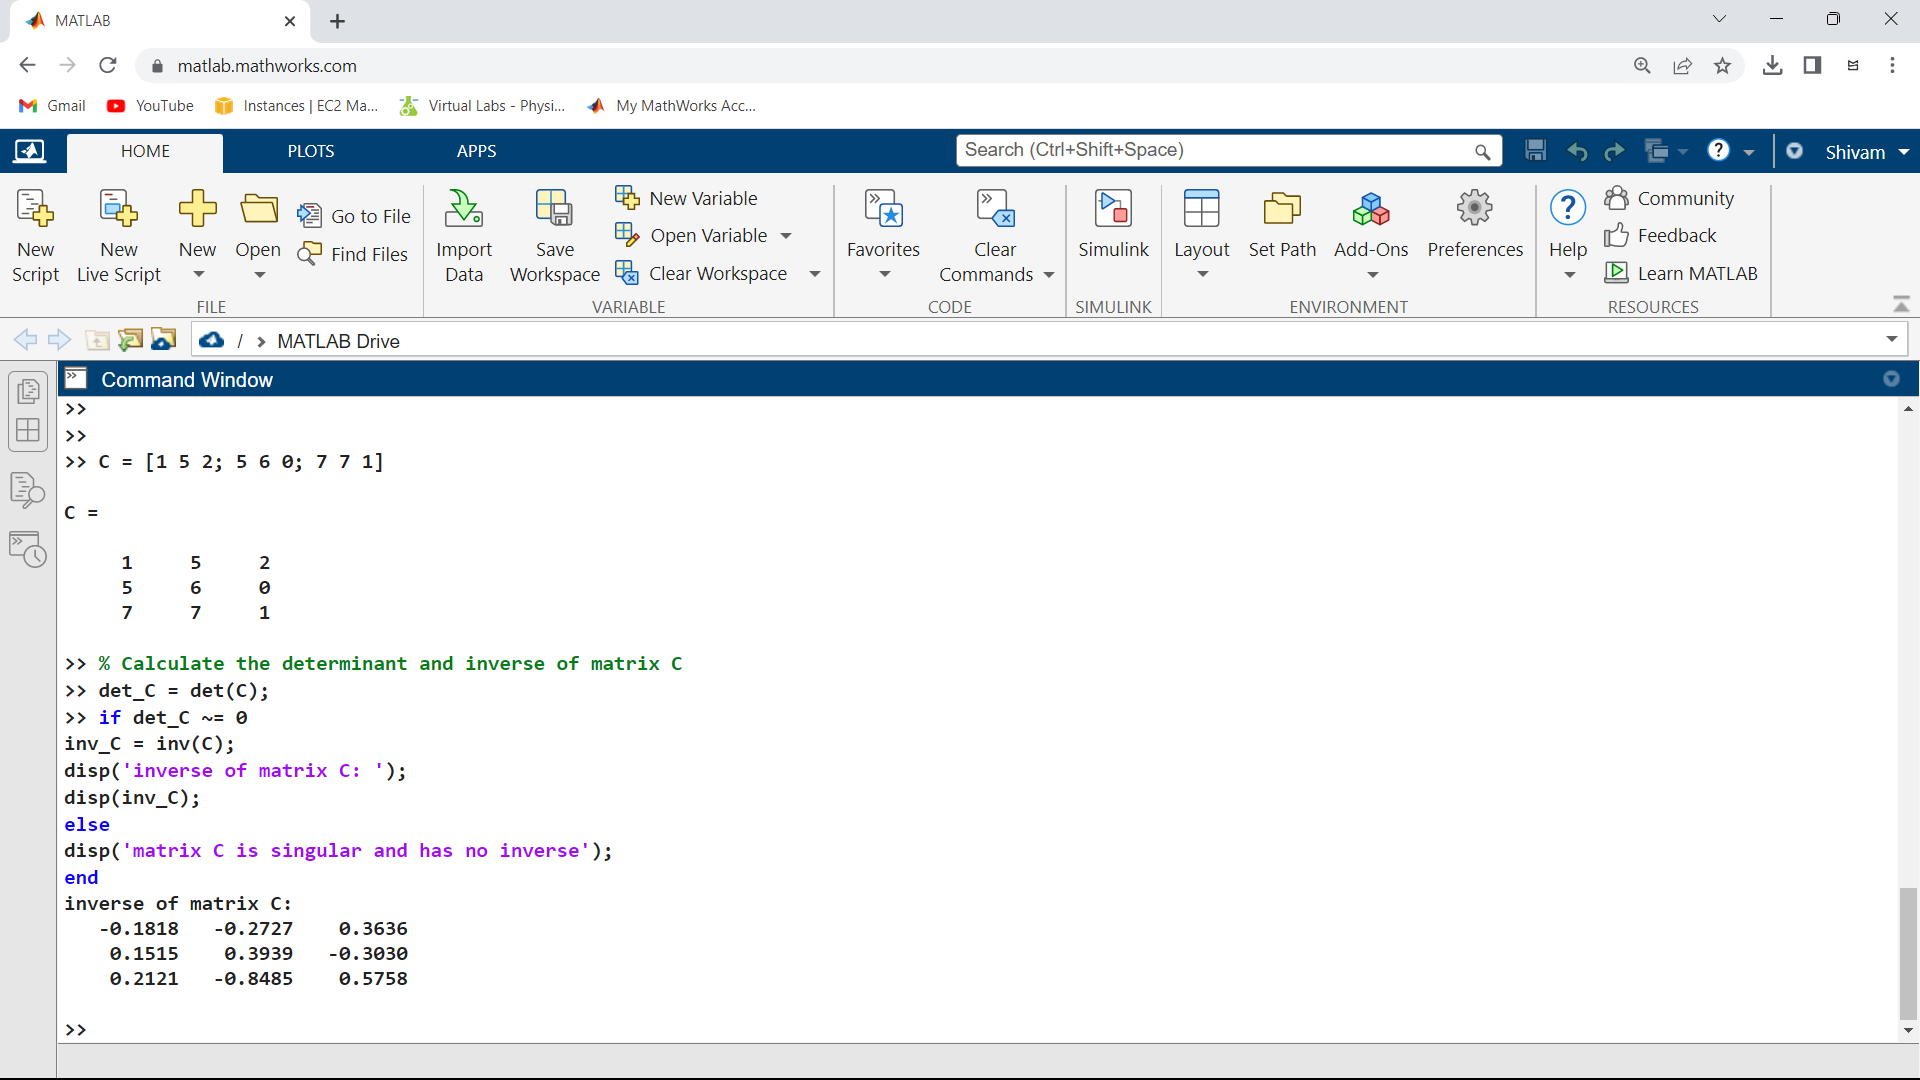 MATLAB
matlab.mathworks.com
Gmail
YouTube
Instances | EC2 Ma...
Virtual Labs - Physi...
My MathWorks Acc...
HOME
PLOTS
APPS
Search (Ctrl+Shift+Space)
Shivam
New Script
New Live Script
New
Open
Go to File
Find Files
FILE
Import Data
Save Workspace
New Variable
Open Variable
Clear Workspace
VARIABLE
Favorites
Clear Commands
CODE
Simulink
SIMULINK
Layout
Set Path
Add-Ons
Preferences
ENVIRONMENT
Help
Community
Feedback
Learn MATLAB
RESOURCES
/ > MATLAB Drive
Command Window
>>
>>
>> C = [1 5 2; 5 6 0; 7 7 1]
C =
1 5 2
5 6 0
7 7 1
>> % Calculate the determinant and inverse of matrix C
>> det_C = det(C);
>> if det_C ~= 0
inv_C = inv(C);
disp('inverse of matrix C: ');
disp(inv_C);
else
disp('matrix C is singular and has no inverse');
end
inverse of matrix C:
-0.1818 -0.2727 0.3636
0.1515 0.3939 -0.3030
0.2121 -0.8485 0.5758
>>